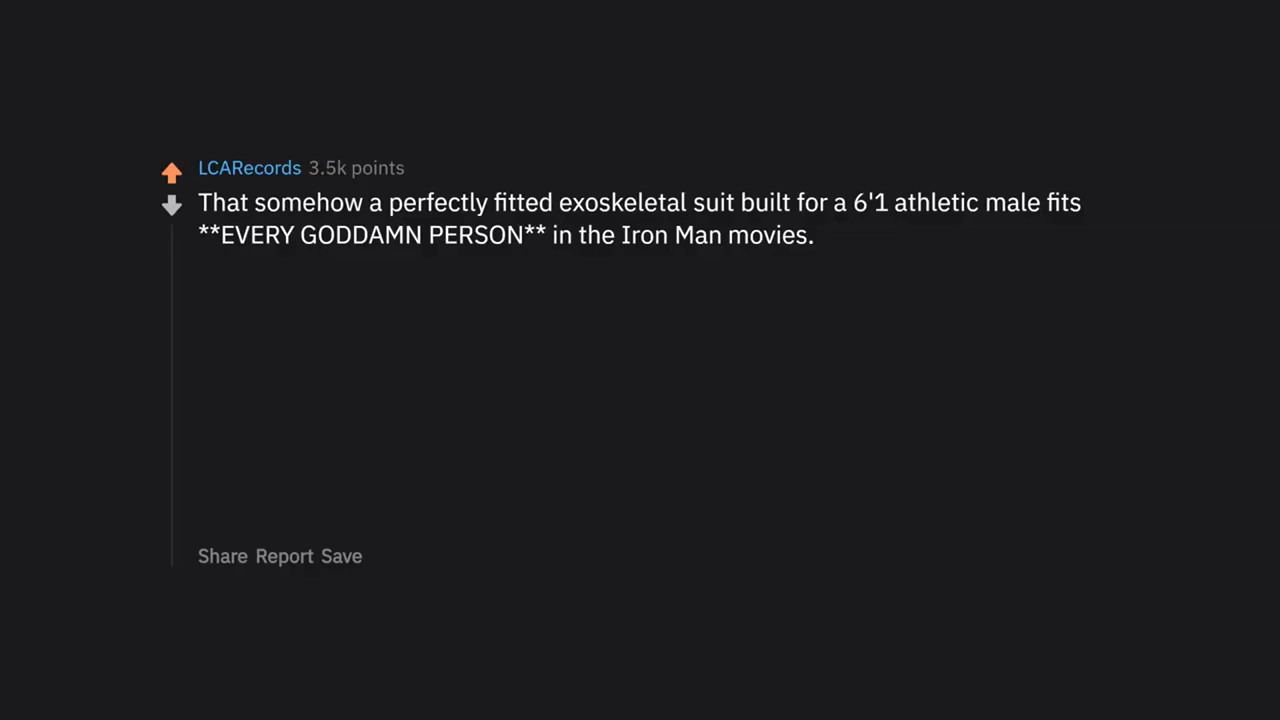 LCARecords 3.5k points
That somehow a perfectly fitted exoskeletal suit built for a 6'1 athletic male fits
**EVERY GODDAMN PERSON** in the Iron Man movies.
Share Report Save